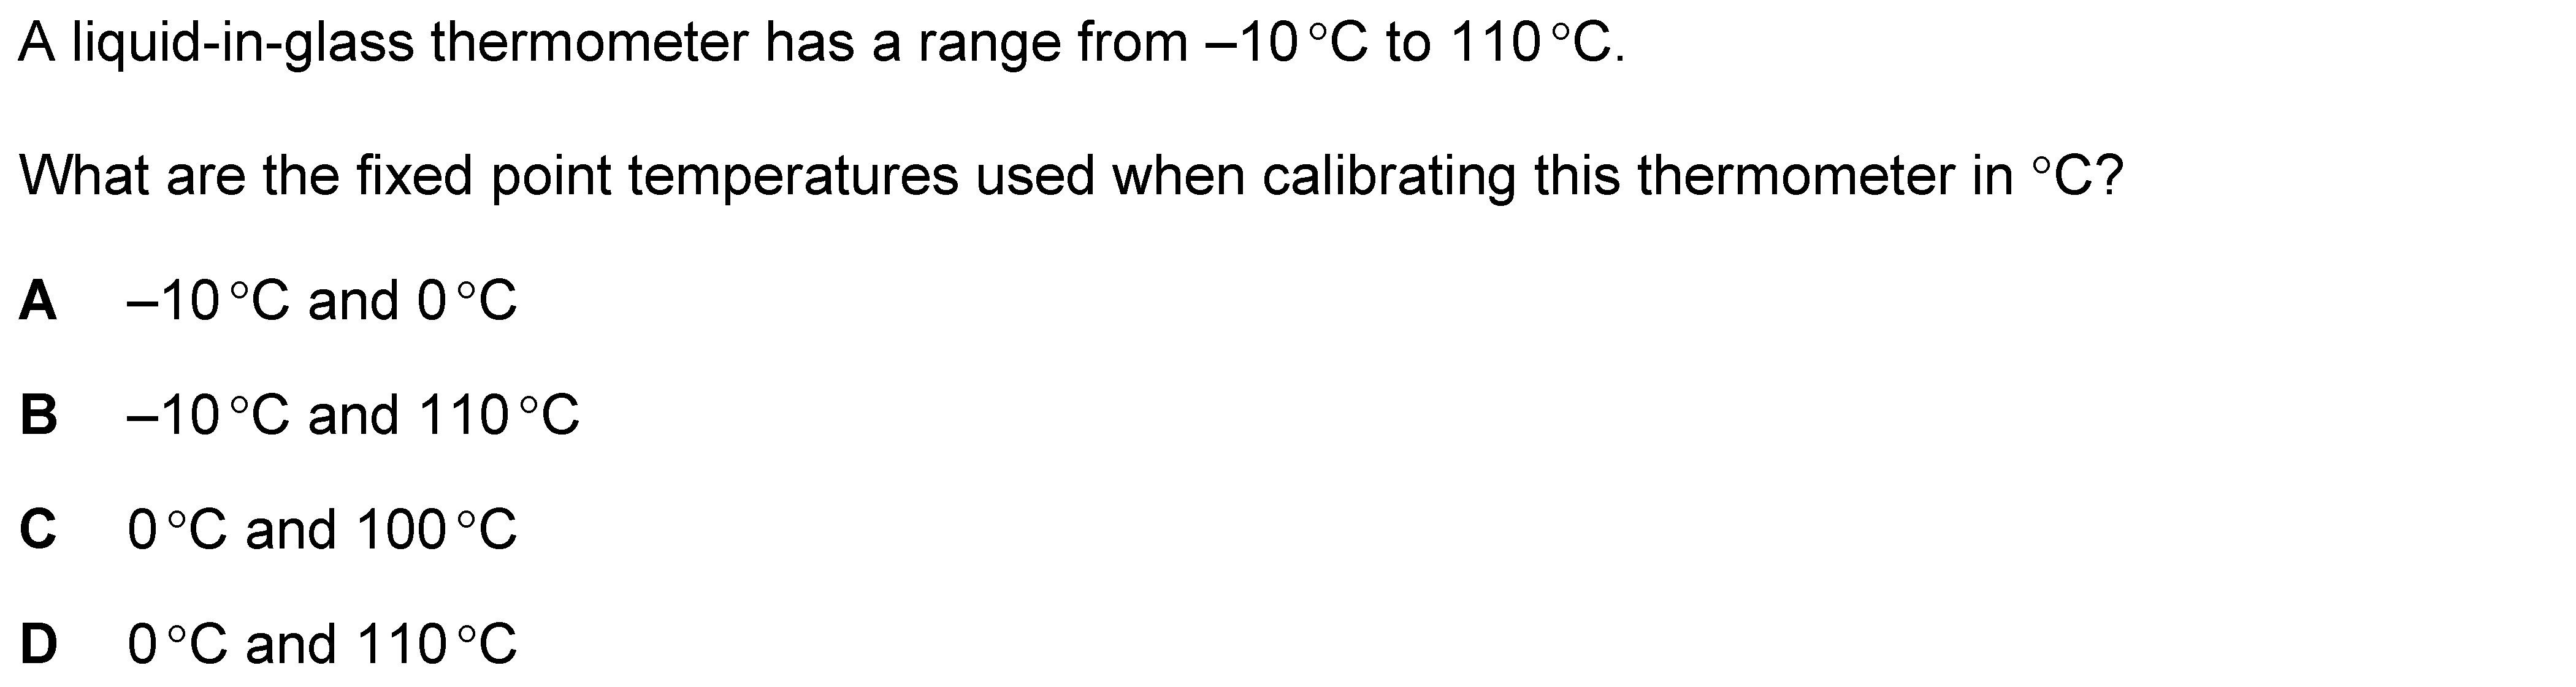 A liquid-in-glass thermometer has a range from –10 °C to 110 °C.
What are the fixed point temperatures used when calibrating this thermometer in °C?
A –10 °C and 0 °C
B –10 °C and 110 °C
C 0 °C and 100 °C
D 0 °C and 110 °C